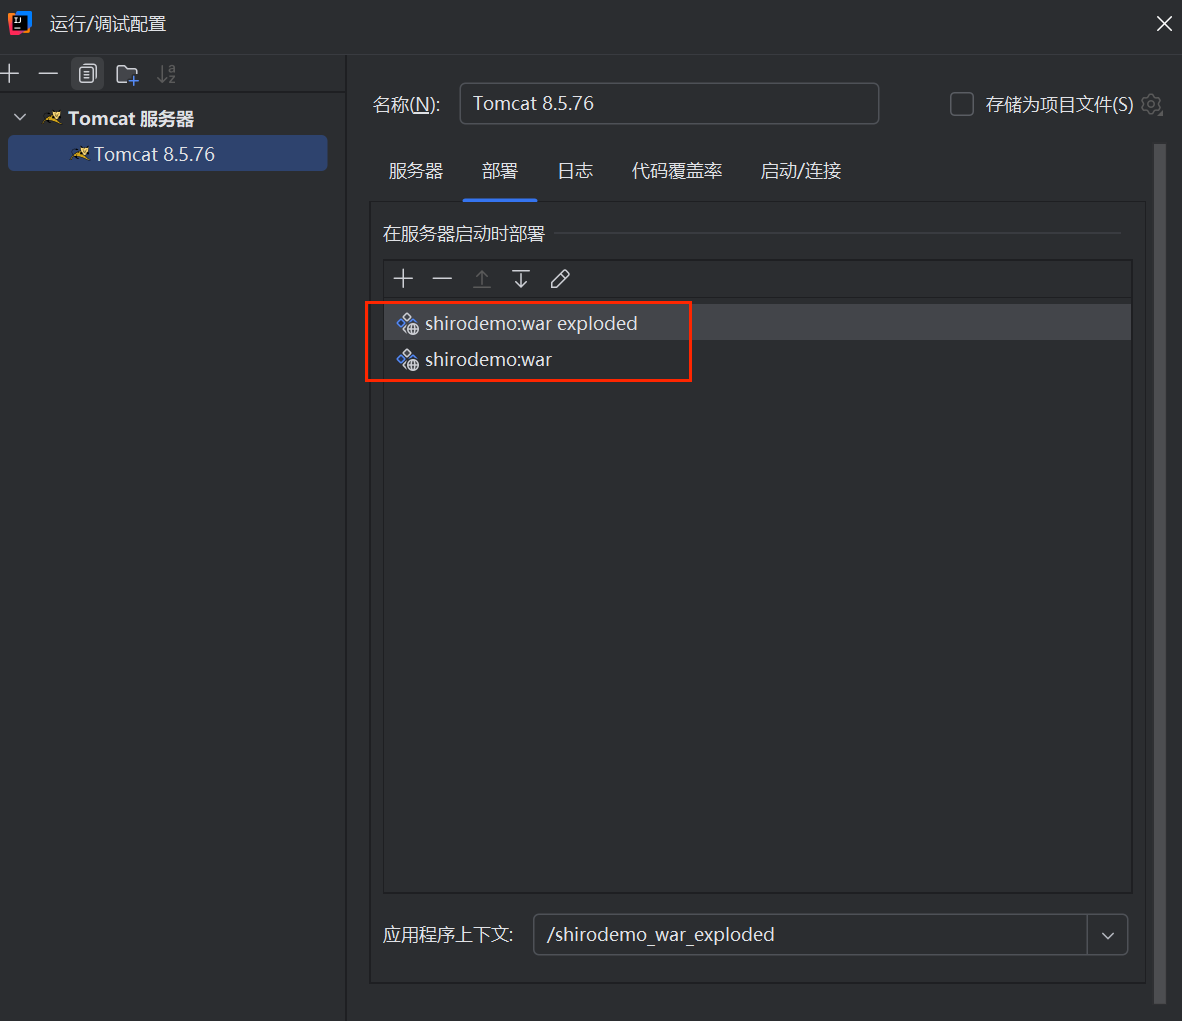 运行/调试配置
Tomcat 服务器
Tomcat 8.5.76
名称(N):
Tomcat 8.5.76
存储为项目文件(S)
服务器 部署 日志 代码覆盖率 启动/连接
在服务器启动时部署
shirodemo:war exploded
shirodemo:war
应用程序上下文:
/shirodemo_war_exploded